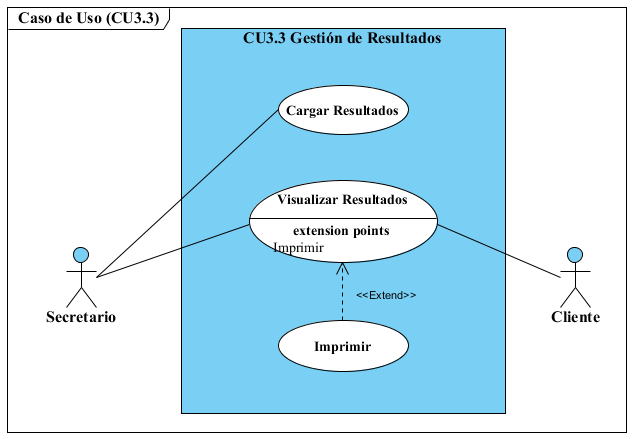 Caso de Uso (CU3.3)
CU3.3 Gestión de Resultados
Cargar Resultados
Visualizar Resultados
extension points
Imprimir
<<Extend>>
Secretario
Cliente
Imprimir